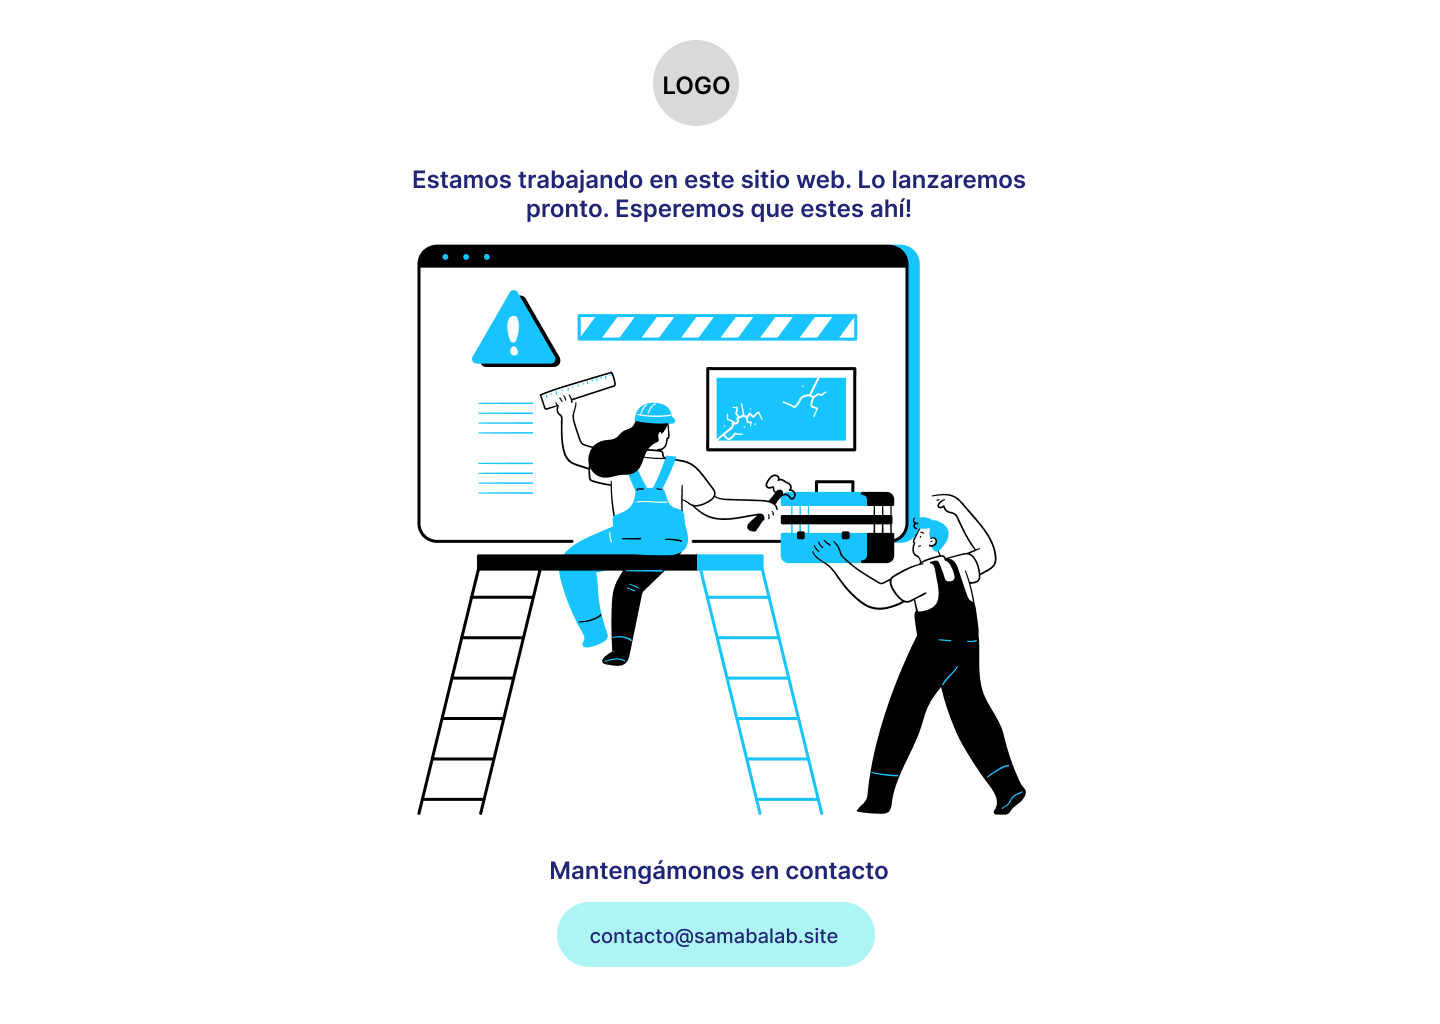 LOGO
Estamos trabajando en este sitio web. Lo lanzaremos
pronto. Esperemos que estes ahí!
Mantengámonos en contacto
contacto@samabalab.site